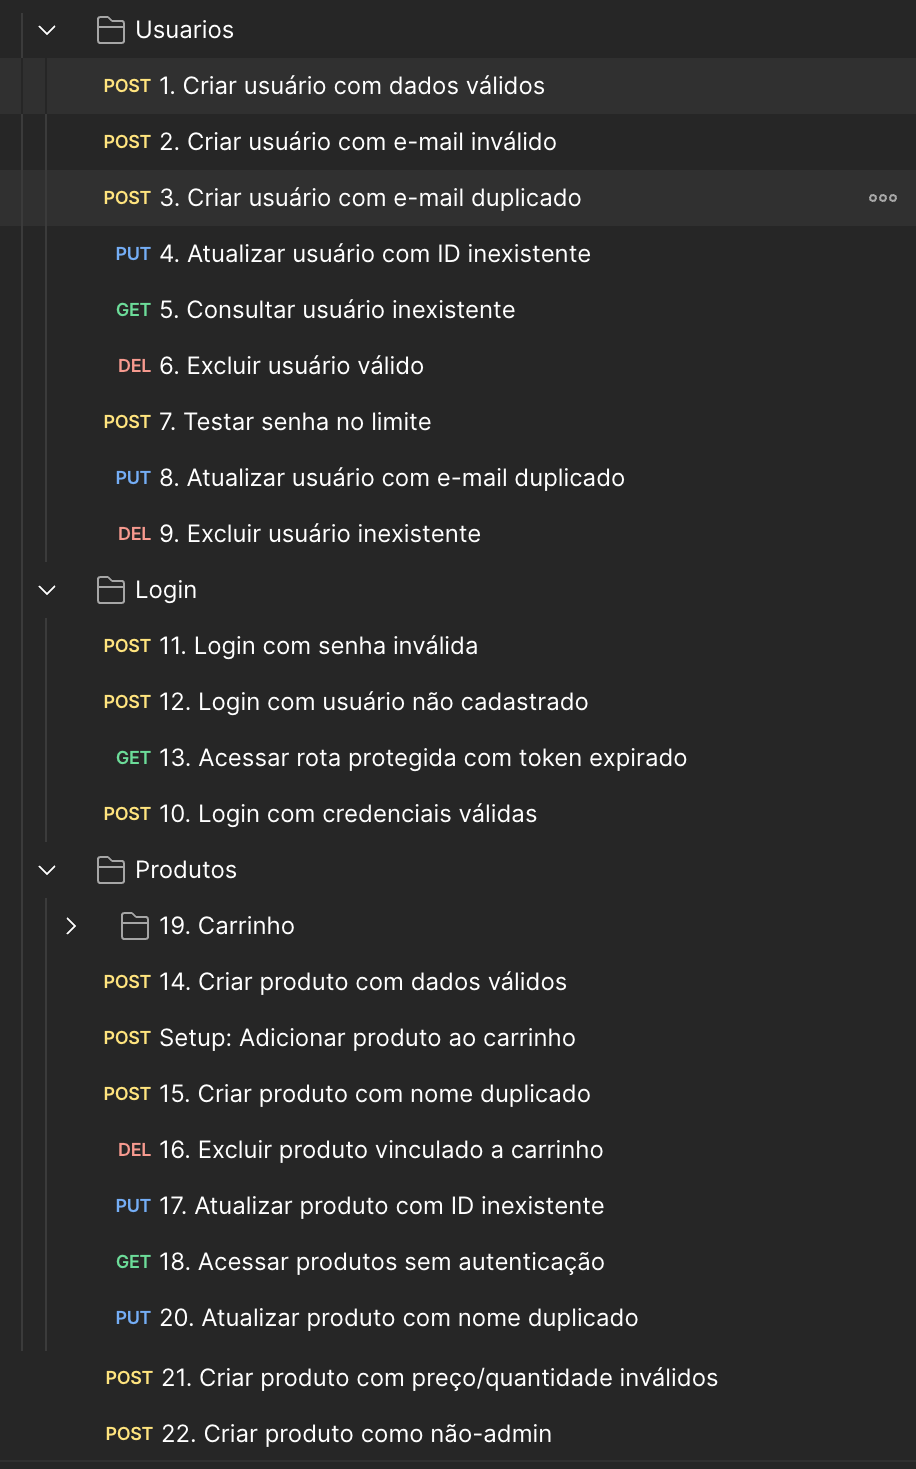 Usuarios
POST 1. Criar usuário com dados válidos
POST 2. Criar usuário com e-mail inválido
POST 3. Criar usuário com e-mail duplicado
PUT 4. Atualizar usuário com ID inexistente
GET 5. Consultar usuário inexistente
DEL 6. Excluir usuário válido
POST 7. Testar senha no limite
PUT 8. Atualizar usuário com e-mail duplicado
DEL 9. Excluir usuário inexistente
Login
POST 11. Login com senha inválida
POST 12. Login com usuário não cadastrado
GET 13. Acessar rota protegida com token expirado
POST 10. Login com credenciais válidas
Produtos
19. Carrinho
POST 14. Criar produto com dados válidos
POST Setup: Adicionar produto ao carrinho
POST 15. Criar produto com nome duplicado
DEL 16. Excluir produto vinculado a carrinho
PUT 17. Atualizar produto com ID inexistente
GET 18. Acessar produtos sem autenticação
PUT 20. Atualizar produto com nome duplicado
POST 21. Criar produto com preço/quantidade inválidos
POST 22. Criar produto como não-admin